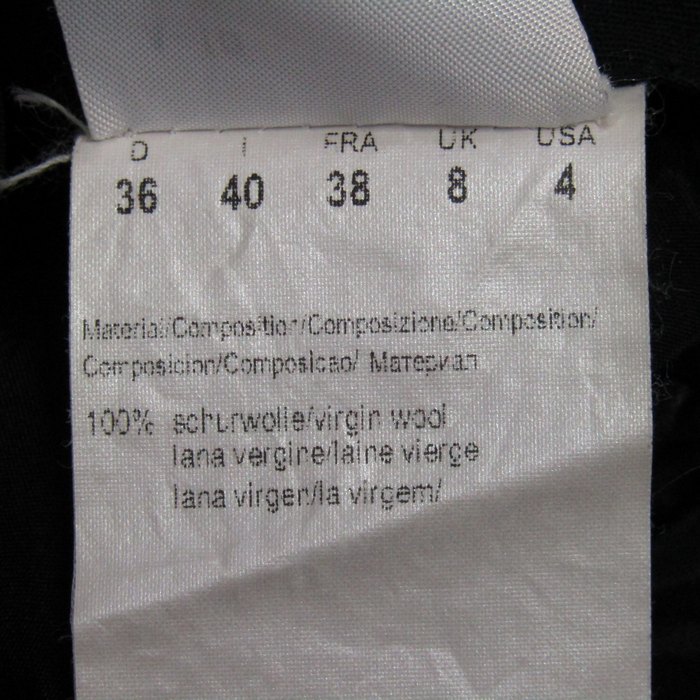 D I FRA UK USA
36 40 38 8 4
Material/Composition/Composizione/Composition/
Composicion/Composicao/ Материал
100% schurwolle/virgin wool
lana vergine/laine vierge
lana virgen/la virgem/